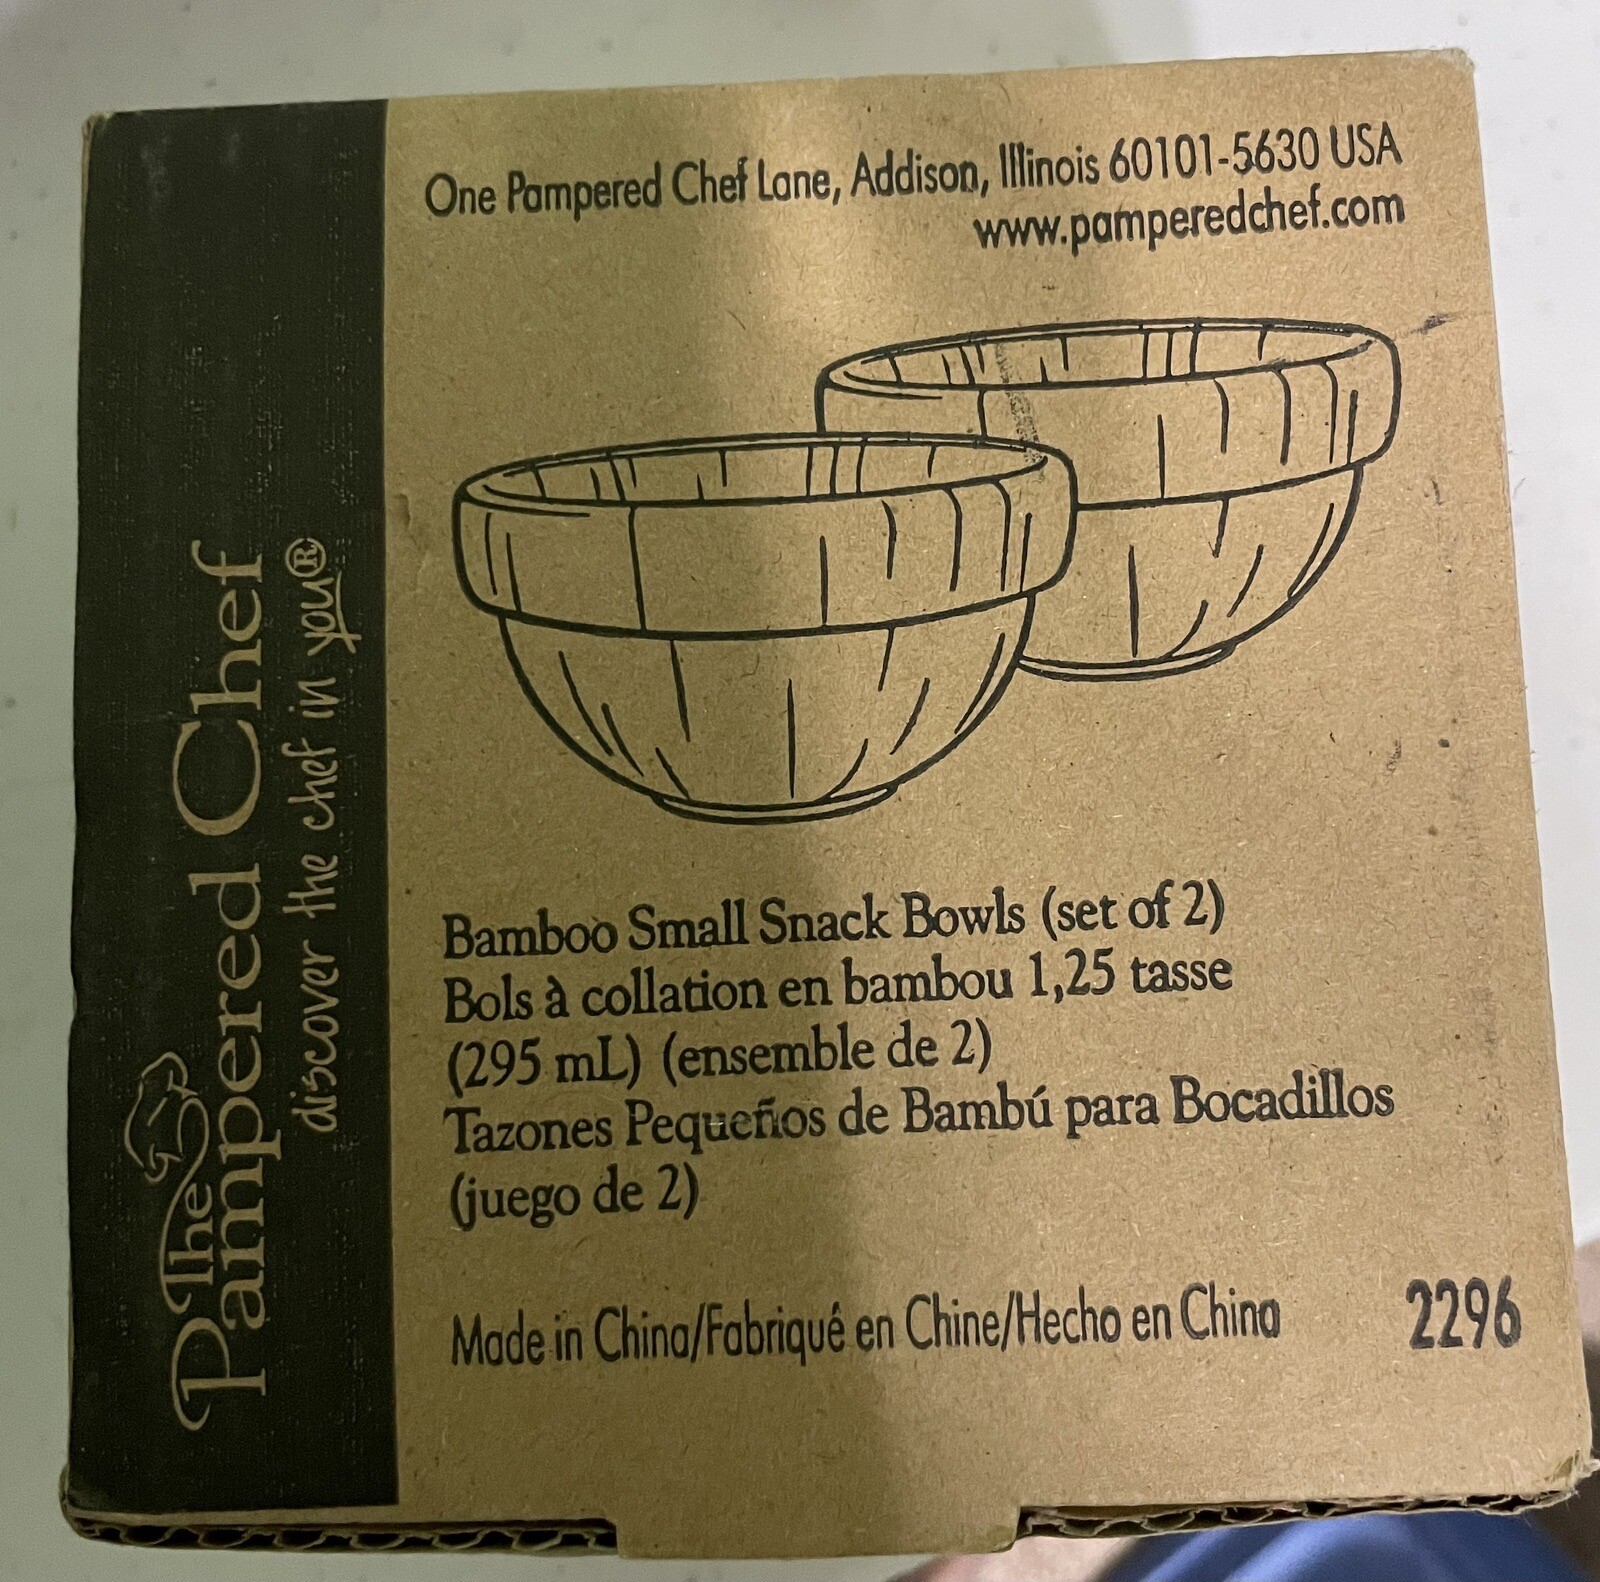 The
Pampered Chef
discover the chef in you®
One Pampered Chef Lane, Addison, Illinois 60101-5630 USA
www.pamperedchef.com
Bamboo Small Snack Bowls (set of 2)
Bols à collation en bambou 1,25 tasse
(295 mL) (ensemble de 2)
Tazones Pequeños de Bambú para Bocadillos
(juego de 2)
Made in China/Fabriqué en Chine/Hecho en China
2296